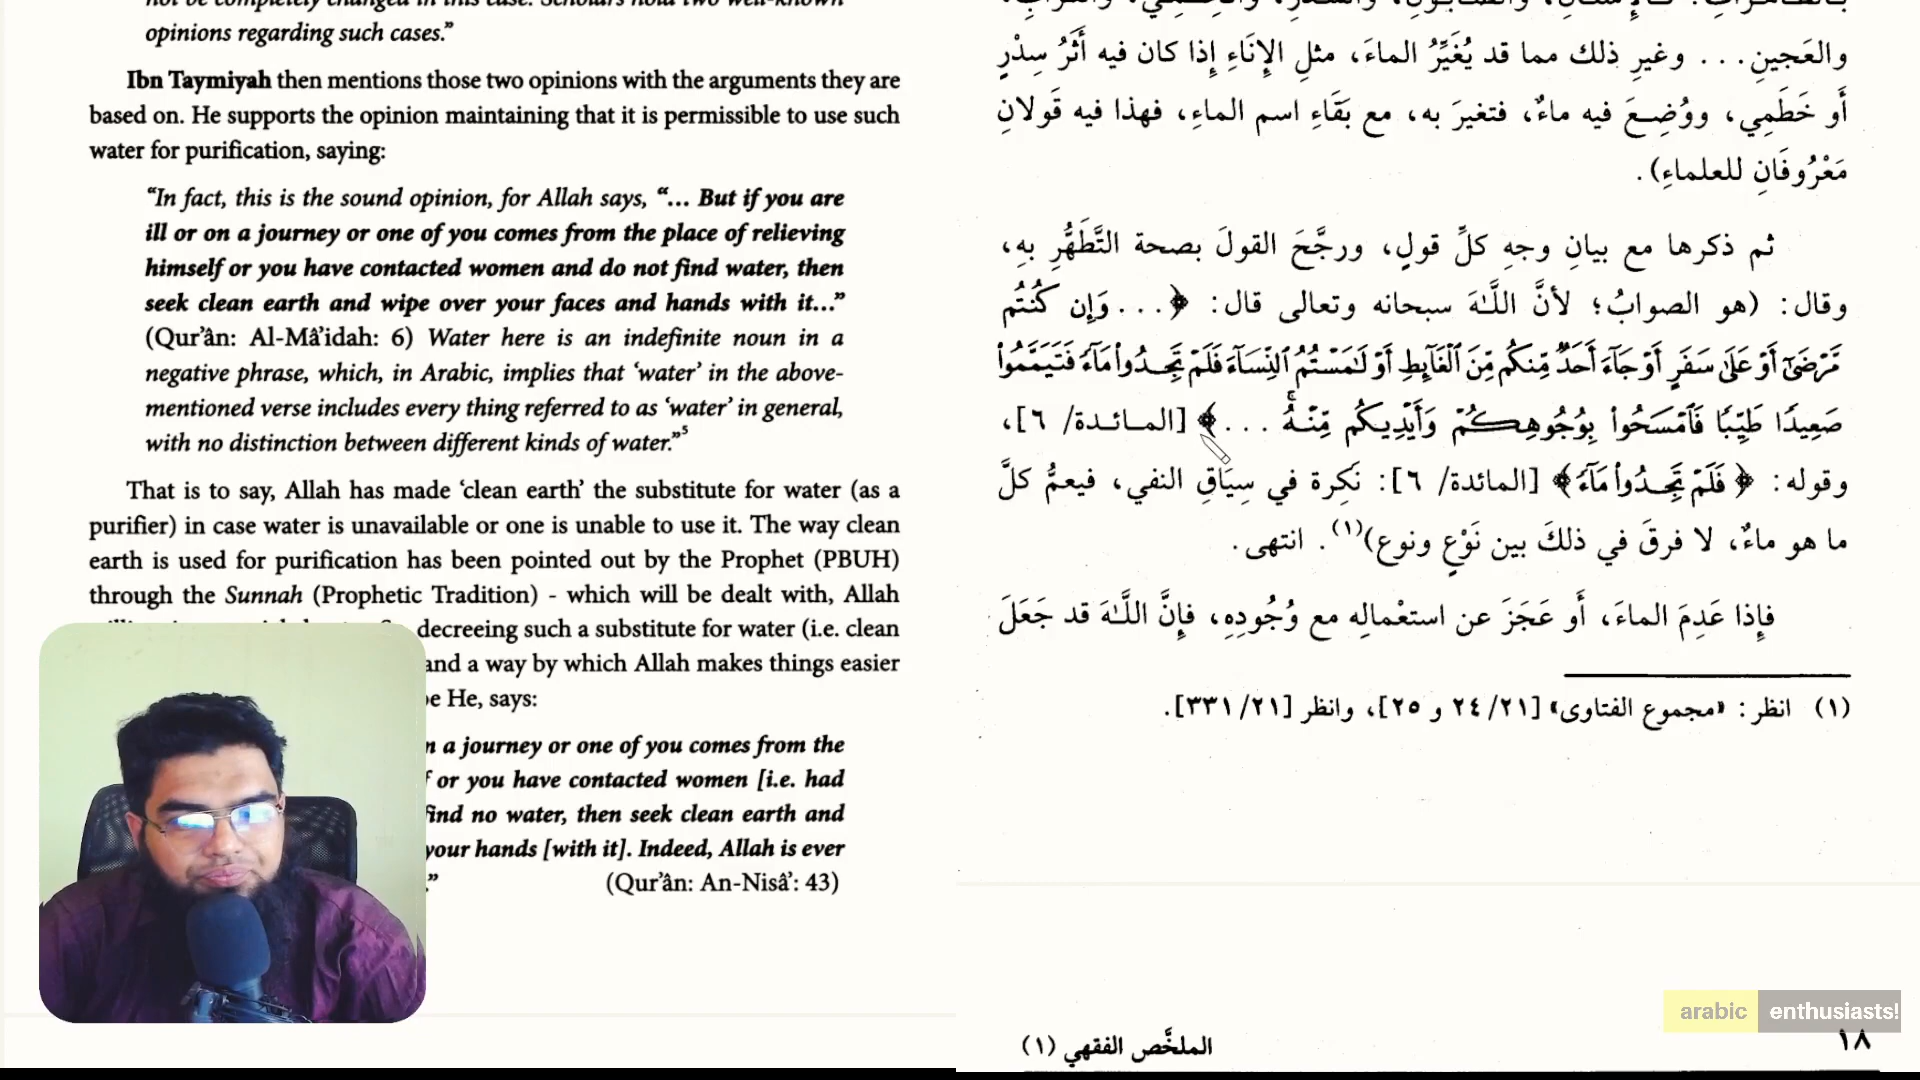 opinions regarding such cases.”
Ibn Taymiyah then mentions those two opinions with the arguments they are
based on. He supports the opinion maintaining that it is permissible to use such
water for purification, saying:
“In fact, this is the sound opinion, for Allah says, “... But if you are
ill or on a journey or one of you comes from the place of relieving
himself or you have contacted women and do not find water, then
seek clean earth and wipe over your faces and hands with it...”
(Qur’ân: Al-Mâ’idah: 6) Water here is an indefinite noun in a
negative phrase, which, in Arabic, implies that ‘water’ in the above-
mentioned verse includes every thing referred to as ‘water’ in general,
with no distinction between different kinds of water.”5
That is to say, Allah has made ‘clean earth’ the substitute for water (as a
purifier) in case water is unavailable or one is unable to use it. The way clean
earth is used for purification has been pointed out by the Prophet (PBUH)
through the Sunnah (Prophetic Tradition) - which will be dealt with, Allah
decreeing such a substitute for water (i.e. clean
and a way by which Allah makes things easier
He, says:
a journey or one of you comes from the
or you have contacted women [i.e. had
find no water, then seek clean earth and
your hands [with it]. Indeed, Allah is ever
.”
(Qur’ân: An-Nisâ’: 43)
والعَجينِ... وغيرِ ذلك مما قد يُغَيِّرُ الماءَ، مثلِ الإِنَاءِ إِذا كان فيه أَثَرُ سِدْرٍ
أَو خَطَمِي، ووُضِعَ فيه ماءٌ، فتغيرَ به، مع بَقَاءِ اسم الماءِ، فهذا فيه قَولانِ
مَعْرُوفَانِ للعلماءِ).
ثم ذكرها مع بيانِ وجهِ كلِّ قولٍ، ورجَّحَ القولَ بصحة التَّطَهُّرِ بهِ،
وقال: (هو الصوابُ؛ لأنَّ اللَّهَ سبحانه وتعالى قال: ﴿...وَإِن كُنتُم
مَّرْضَىٰٓ أَوْ عَلَىٰ سَفَرٍ أَوْ جَآءَ أَحَدٌ مِّنكُم مِّنَ ٱلْغَآئِطِ أَوْ لَٰمَسْتُمُ ٱلنِّسَآءَ فَلَمْ تَجِدُوا۟ مَآءً فَتَيَمَّمُوا۟
صَعِيدًا طَيِّبًا فَٱمْسَحُوا۟ بِوُجُوهِكُمْ وَأَيْدِيكُم مِّنْهُ ...﴾ [المائدة/ ٦]،
وقوله: ﴿فَلَمْ تَجِدُوا۟ مَآءً﴾ [المائدة/ ٦]: نَكِرة في سِيَاقِ النفي، فيعمُّ كلَّ
ما هو ماءٌ، لا فرقَ في ذلكَ بين نَوْعٍ ونوع)(١). انتهى.
فإِذا عَدِمَ الماءَ، أَو عَجَزَ عن استعْمالِه مع وُجُودِهِ، فإِنَّ اللَّهَ قد جَعَلَ
(١) انظر: «مجموع الفتاوى» [٢١/ ٢٤ و ٢٥]، وانظر [٢١/ ٣٣١].
arabic enthusiasts!
الملخَّص الفقهي (١)
١٨